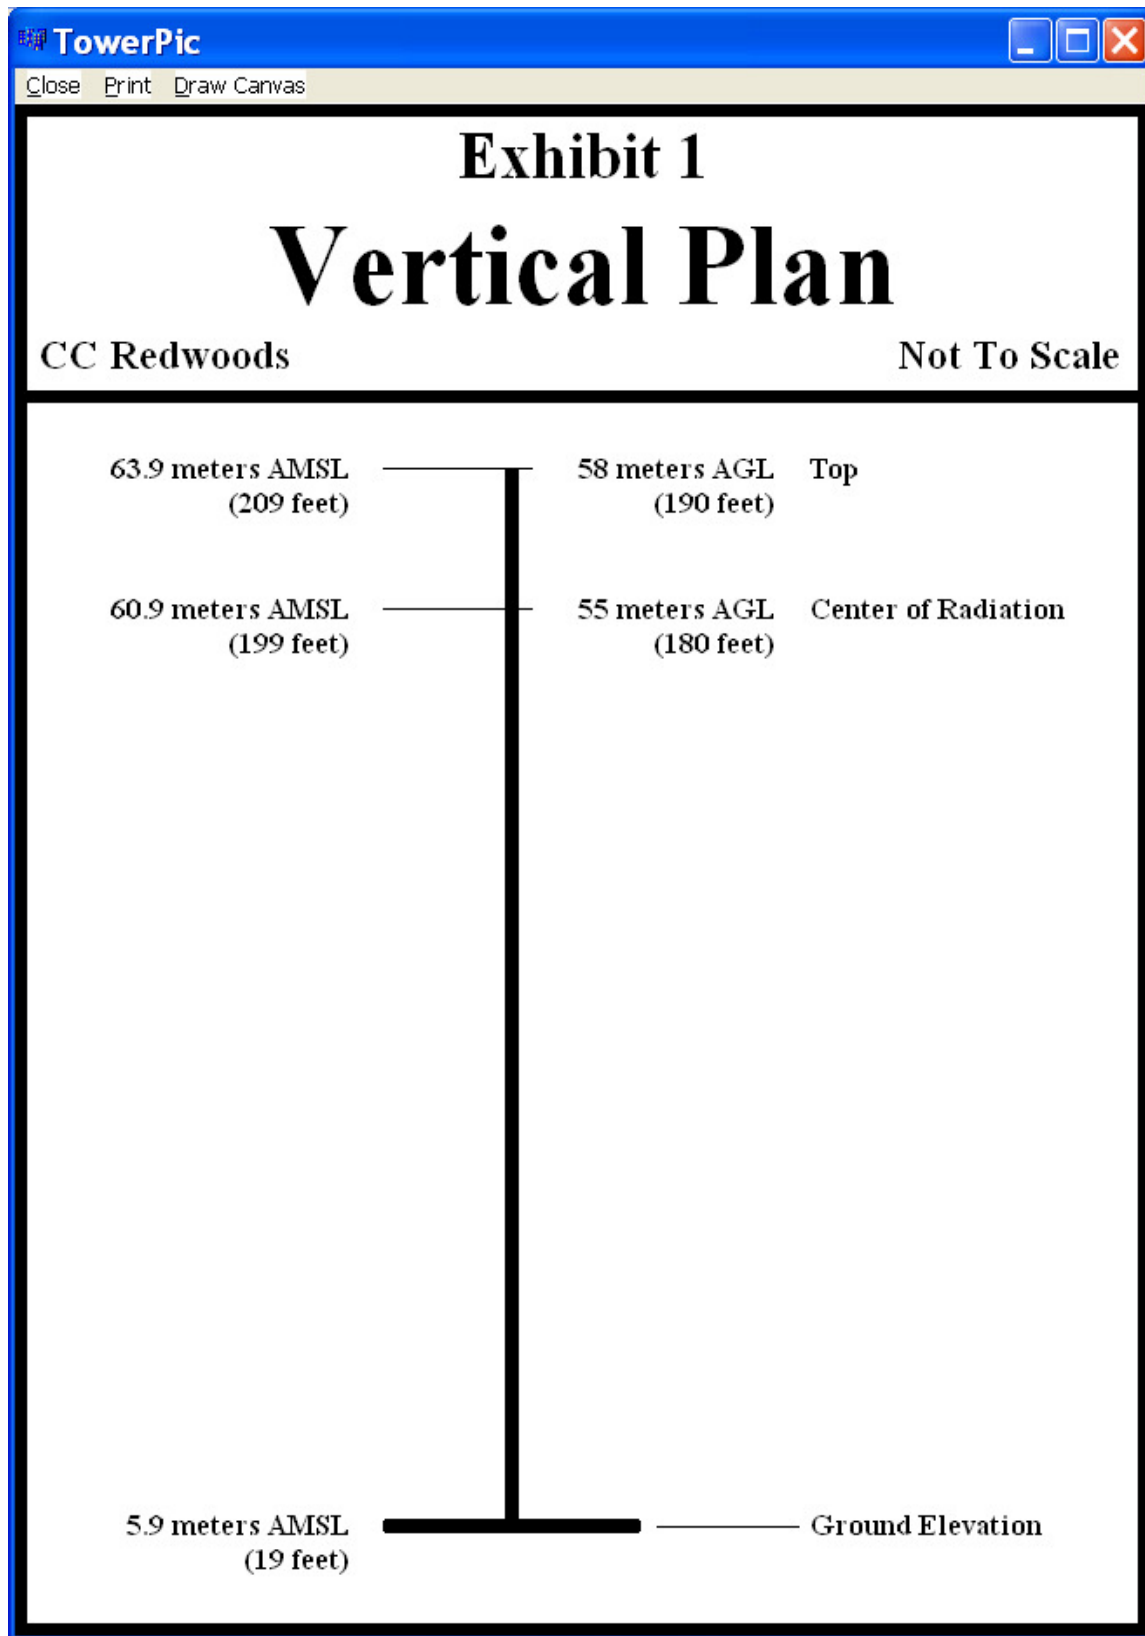 TowerPic
Close Print Draw Canvas
Exhibit 1
Vertical Plan
CC Redwoods Not To Scale
63.9 meters AMSL 58 meters AGL Top
(209 feet) (190 feet)
60.9 meters AMSL 55 meters AGL Center of Radiation
(199 feet) (180 feet)
5.9 meters AMSL Ground Elevation
(19 feet)